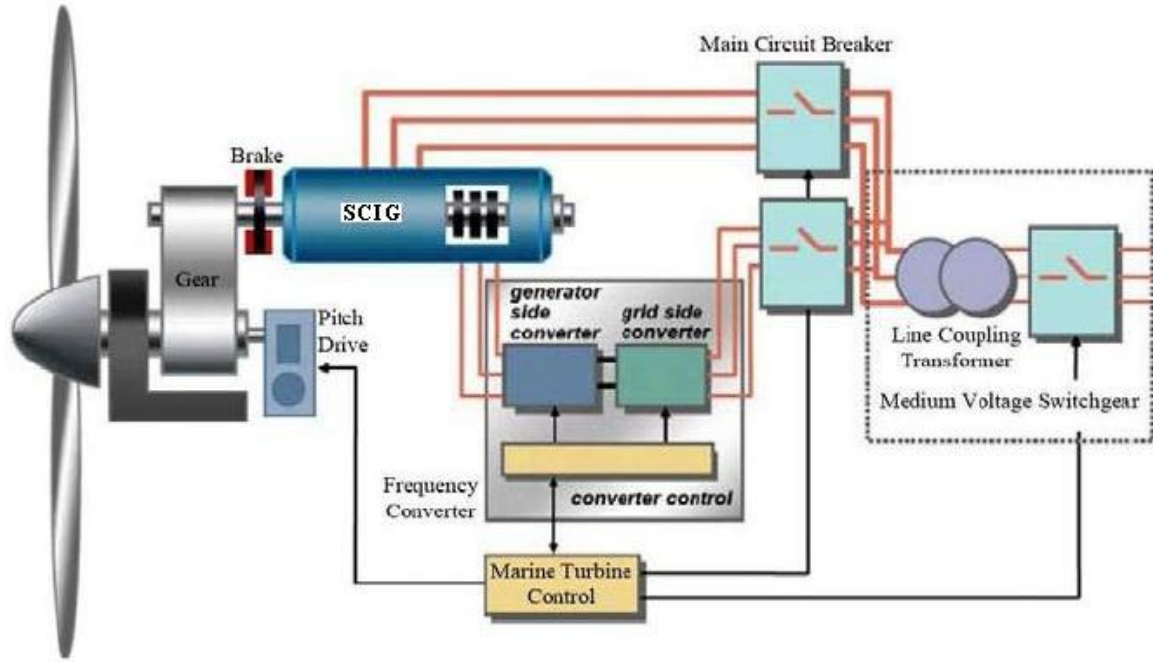 Main Circuit Breaker
Brake
SCIG
Gear
Pitch
Drive
generator
side
converter
grid side
converter
Line Coupling
Transformer
Medium Voltage Switchgear
Frequency
Converter
converter control
Marine Turbine
Control